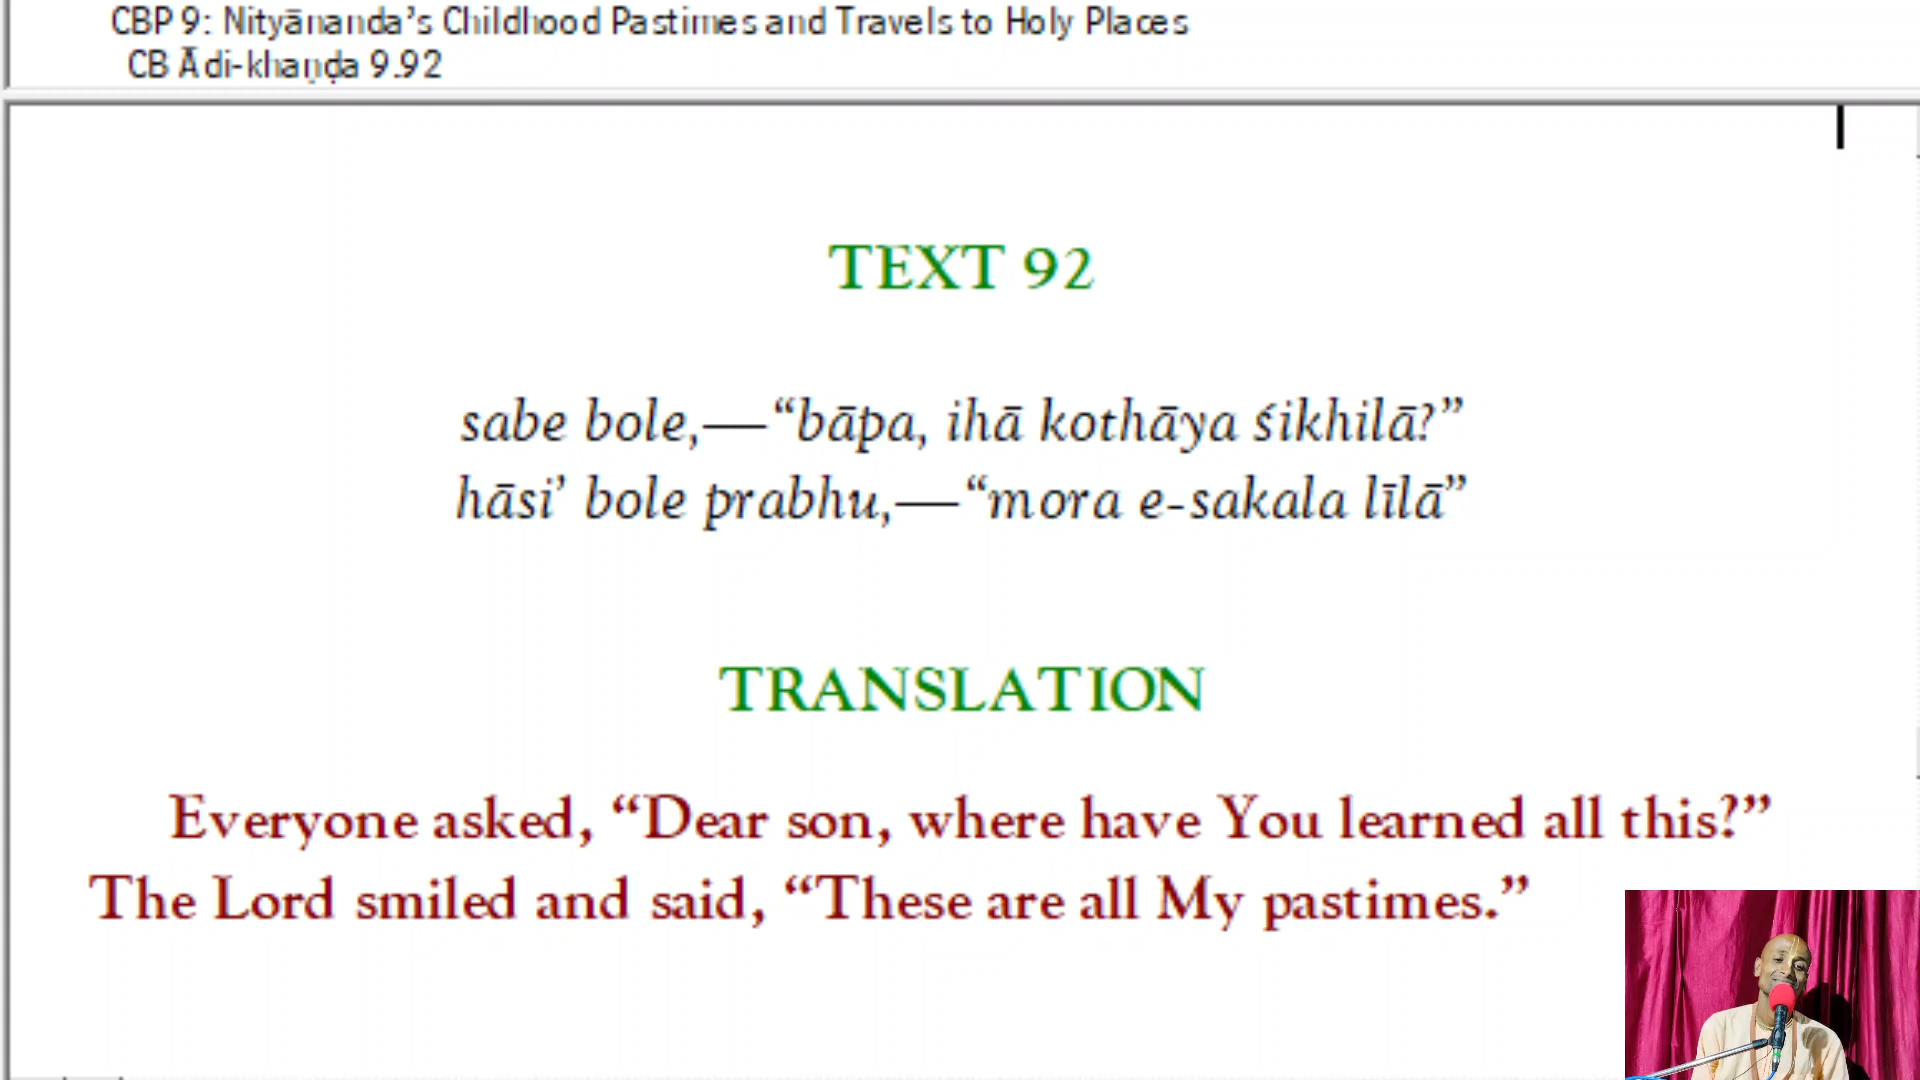 CBP 9: Nityānanda’s Childhood Pastimes and Travels to Holy Places
CB Ādi-khaṇḍa 9.92
TEXT 92
sabe bole,—“bāpa, ihā kothāya śikhilā?”
hāsi’ bole prabhu,—“mora e-sakala līlā”
TRANSLATION
Everyone asked, “Dear son, where have You learned all this?”
The Lord smiled and said, “These are all My pastimes.”